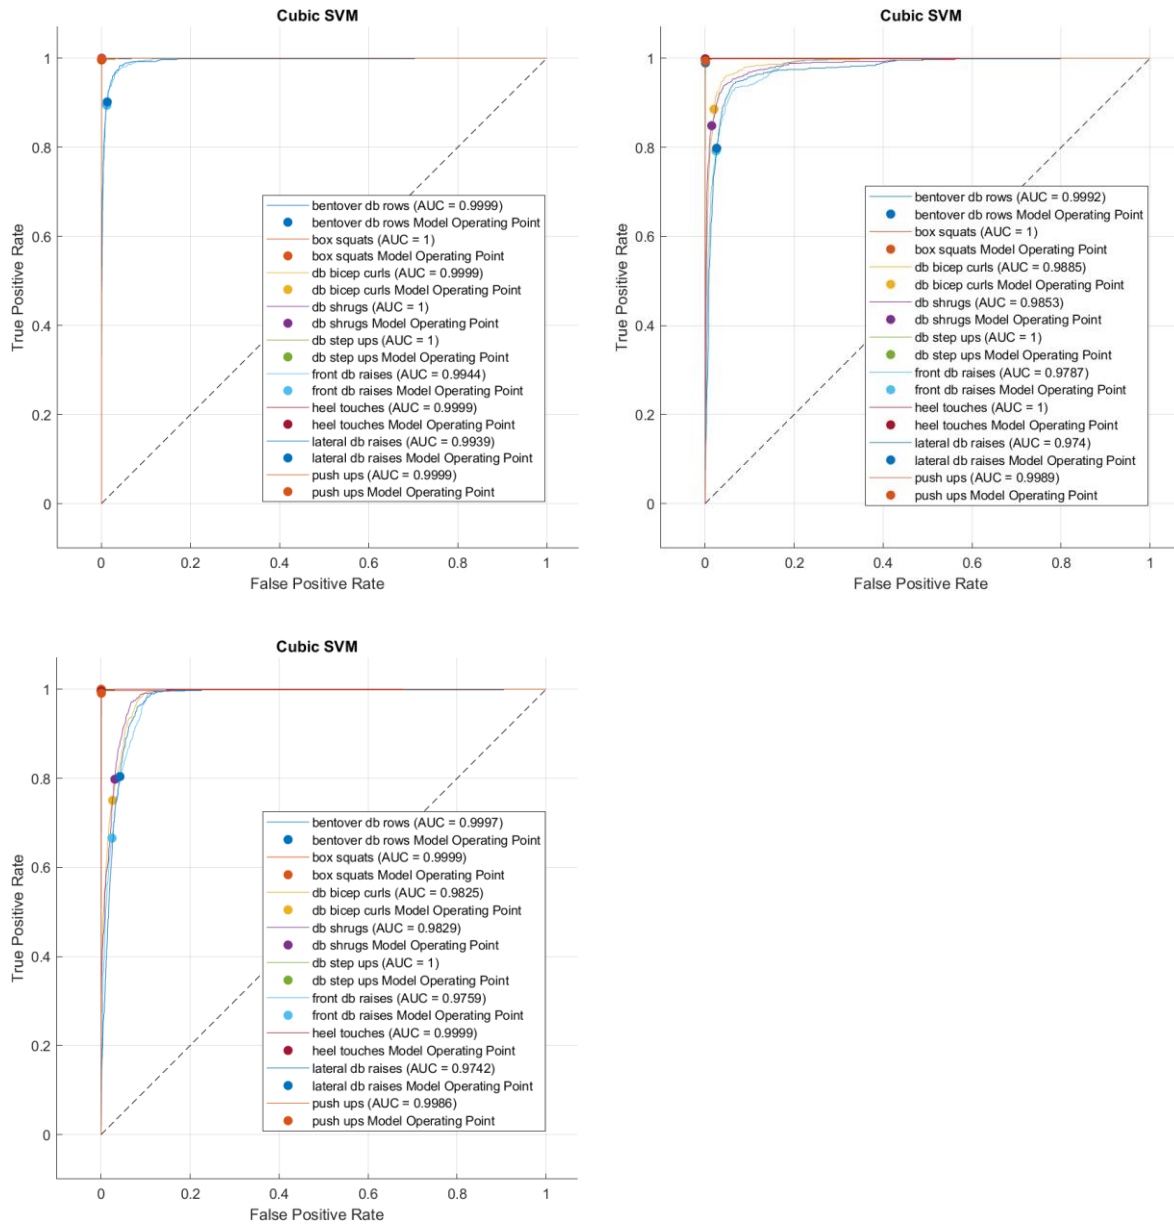 Cubic SVM
1
0.8
0.6
0.4
0.2
0
True Positive Rate
bentover db rows (AUC = 0.9999)
bentover db rows Model Operating Point
box squats (AUC = 1)
box squats Model Operating Point
db bicep curls (AUC = 0.9999)
db bicep curls Model Operating Point
db shrugs (AUC = 1)
db shrugs Model Operating Point
db step ups (AUC = 1)
db step ups Model Operating Point
front db raises (AUC = 0.9944)
front db raises Model Operating Point
heel touches (AUC = 0.9999)
heel touches Model Operating Point
lateral db raises (AUC = 0.9939)
lateral db raises Model Operating Point
push ups (AUC = 0.9999)
push ups Model Operating Point
0 0.2 0.4 0.6 0.8 1
False Positive Rate
Cubic SVM
1
0.8
0.6
0.4
0.2
0
True Positive Rate
bentover db rows (AUC = 0.9992)
bentover db rows Model Operating Point
box squats (AUC = 1)
box squats Model Operating Point
db bicep curls (AUC = 0.9885)
db bicep curls Model Operating Point
db shrugs (AUC = 0.9853)
db shrugs Model Operating Point
db step ups (AUC = 1)
db step ups Model Operating Point
front db raises (AUC = 0.9787)
front db raises Model Operating Point
heel touches (AUC = 1)
heel touches Model Operating Point
lateral db raises (AUC = 0.974)
lateral db raises Model Operating Point
push ups (AUC = 0.9989)
push ups Model Operating Point
0 0.2 0.4 0.6 0.8 1
False Positive Rate
Cubic SVM
1
0.8
0.6
0.4
0.2
0
True Positive Rate
bentover db rows (AUC = 0.9997)
bentover db rows Model Operating Point
box squats (AUC = 0.9999)
box squats Model Operating Point
db bicep curls (AUC = 0.9825)
db bicep curls Model Operating Point
db shrugs (AUC = 0.9829)
db shrugs Model Operating Point
db step ups (AUC = 1)
db step ups Model Operating Point
front db raises (AUC = 0.9759)
front db raises Model Operating Point
heel touches (AUC = 0.9999)
heel touches Model Operating Point
lateral db raises (AUC = 0.9742)
lateral db raises Model Operating Point
push ups (AUC = 0.9986)
push ups Model Operating Point
0 0.2 0.4 0.6 0.8 1
False Positive Rate